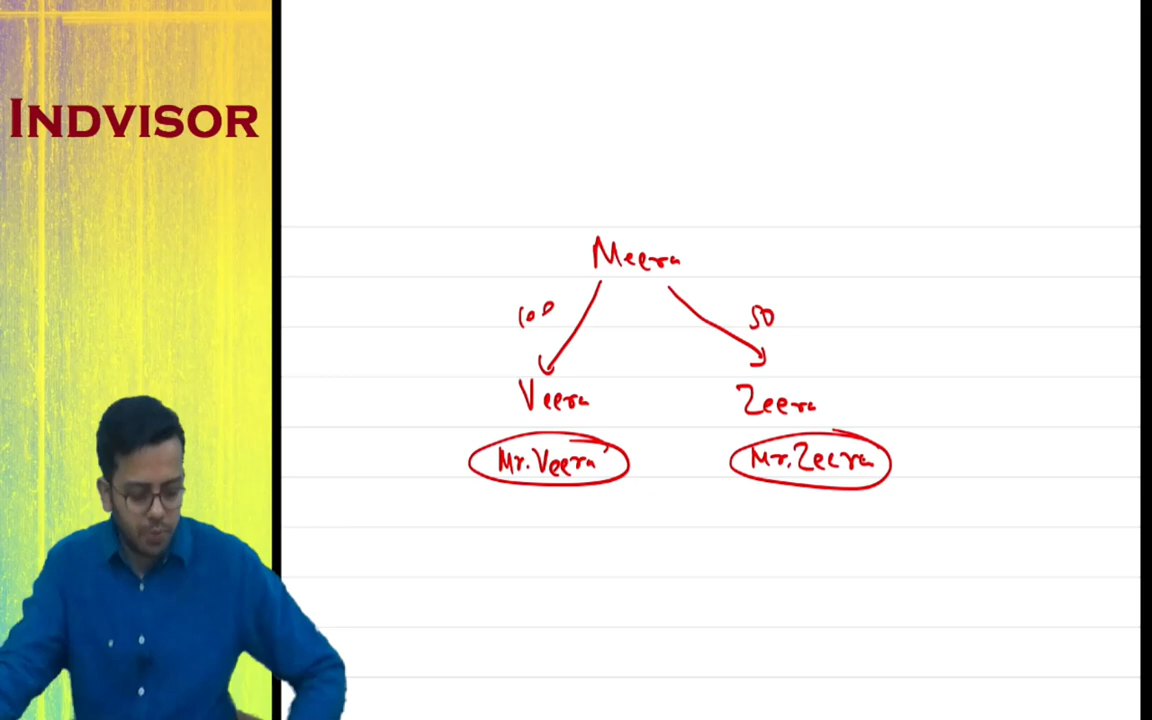 INDVISOR
Meera
100 50
Veera Zeera
Mr. Veera Mr. Zeera